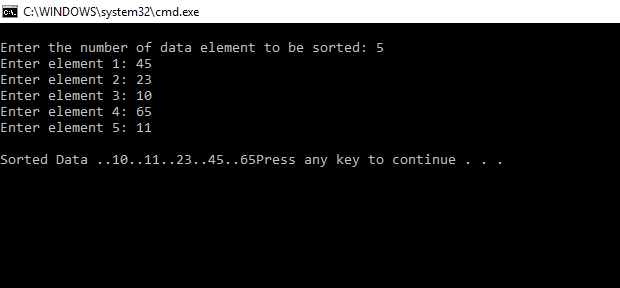 C:\WINDOWS\system32\cmd.exe
Enter the number of data element to be sorted: 5
Enter element 1: 45
Enter element 2: 23
Enter element 3: 10
Enter element 4: 65
Enter element 5: 11
Sorted Data ..10..11..23..45..65Press any key to continue . . .